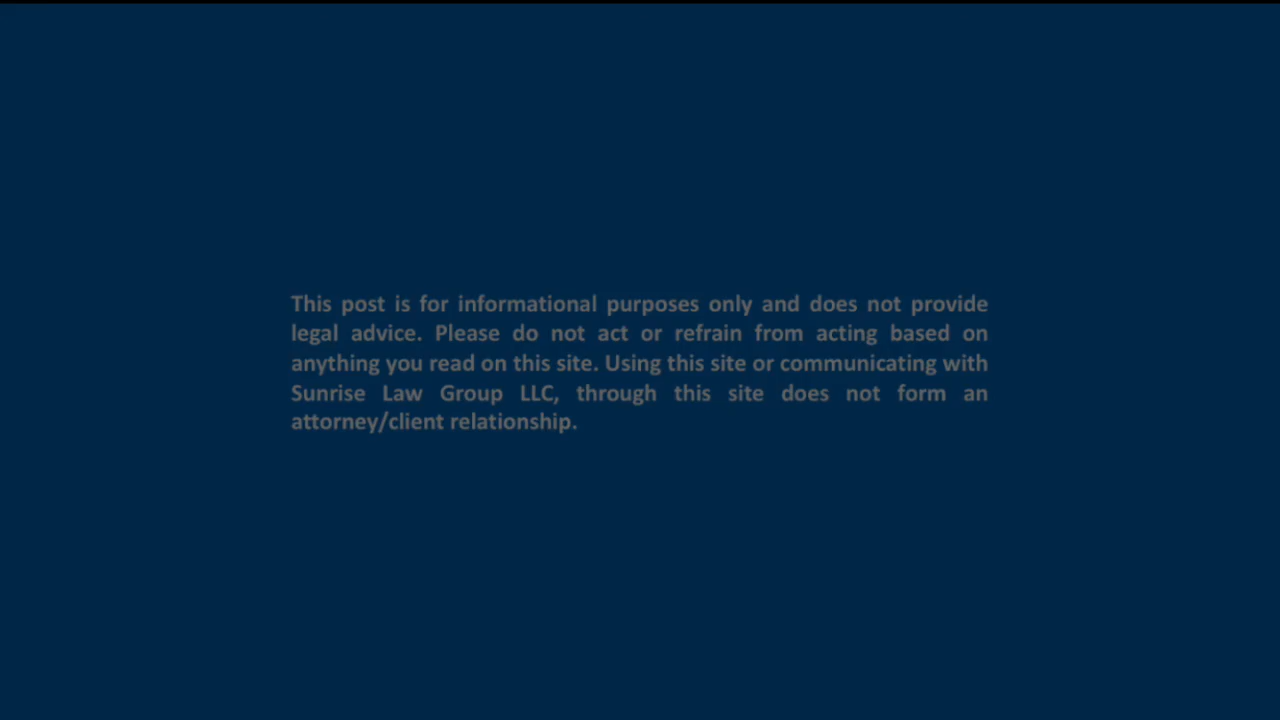 This post is for informational purposes only and does not provide
legal advice. Please do not act or refrain from acting based on
anything you read on this site. Using this site or communicating with
Sunrise Law Group LLC, through this site does not form an
attorney/client relationship.